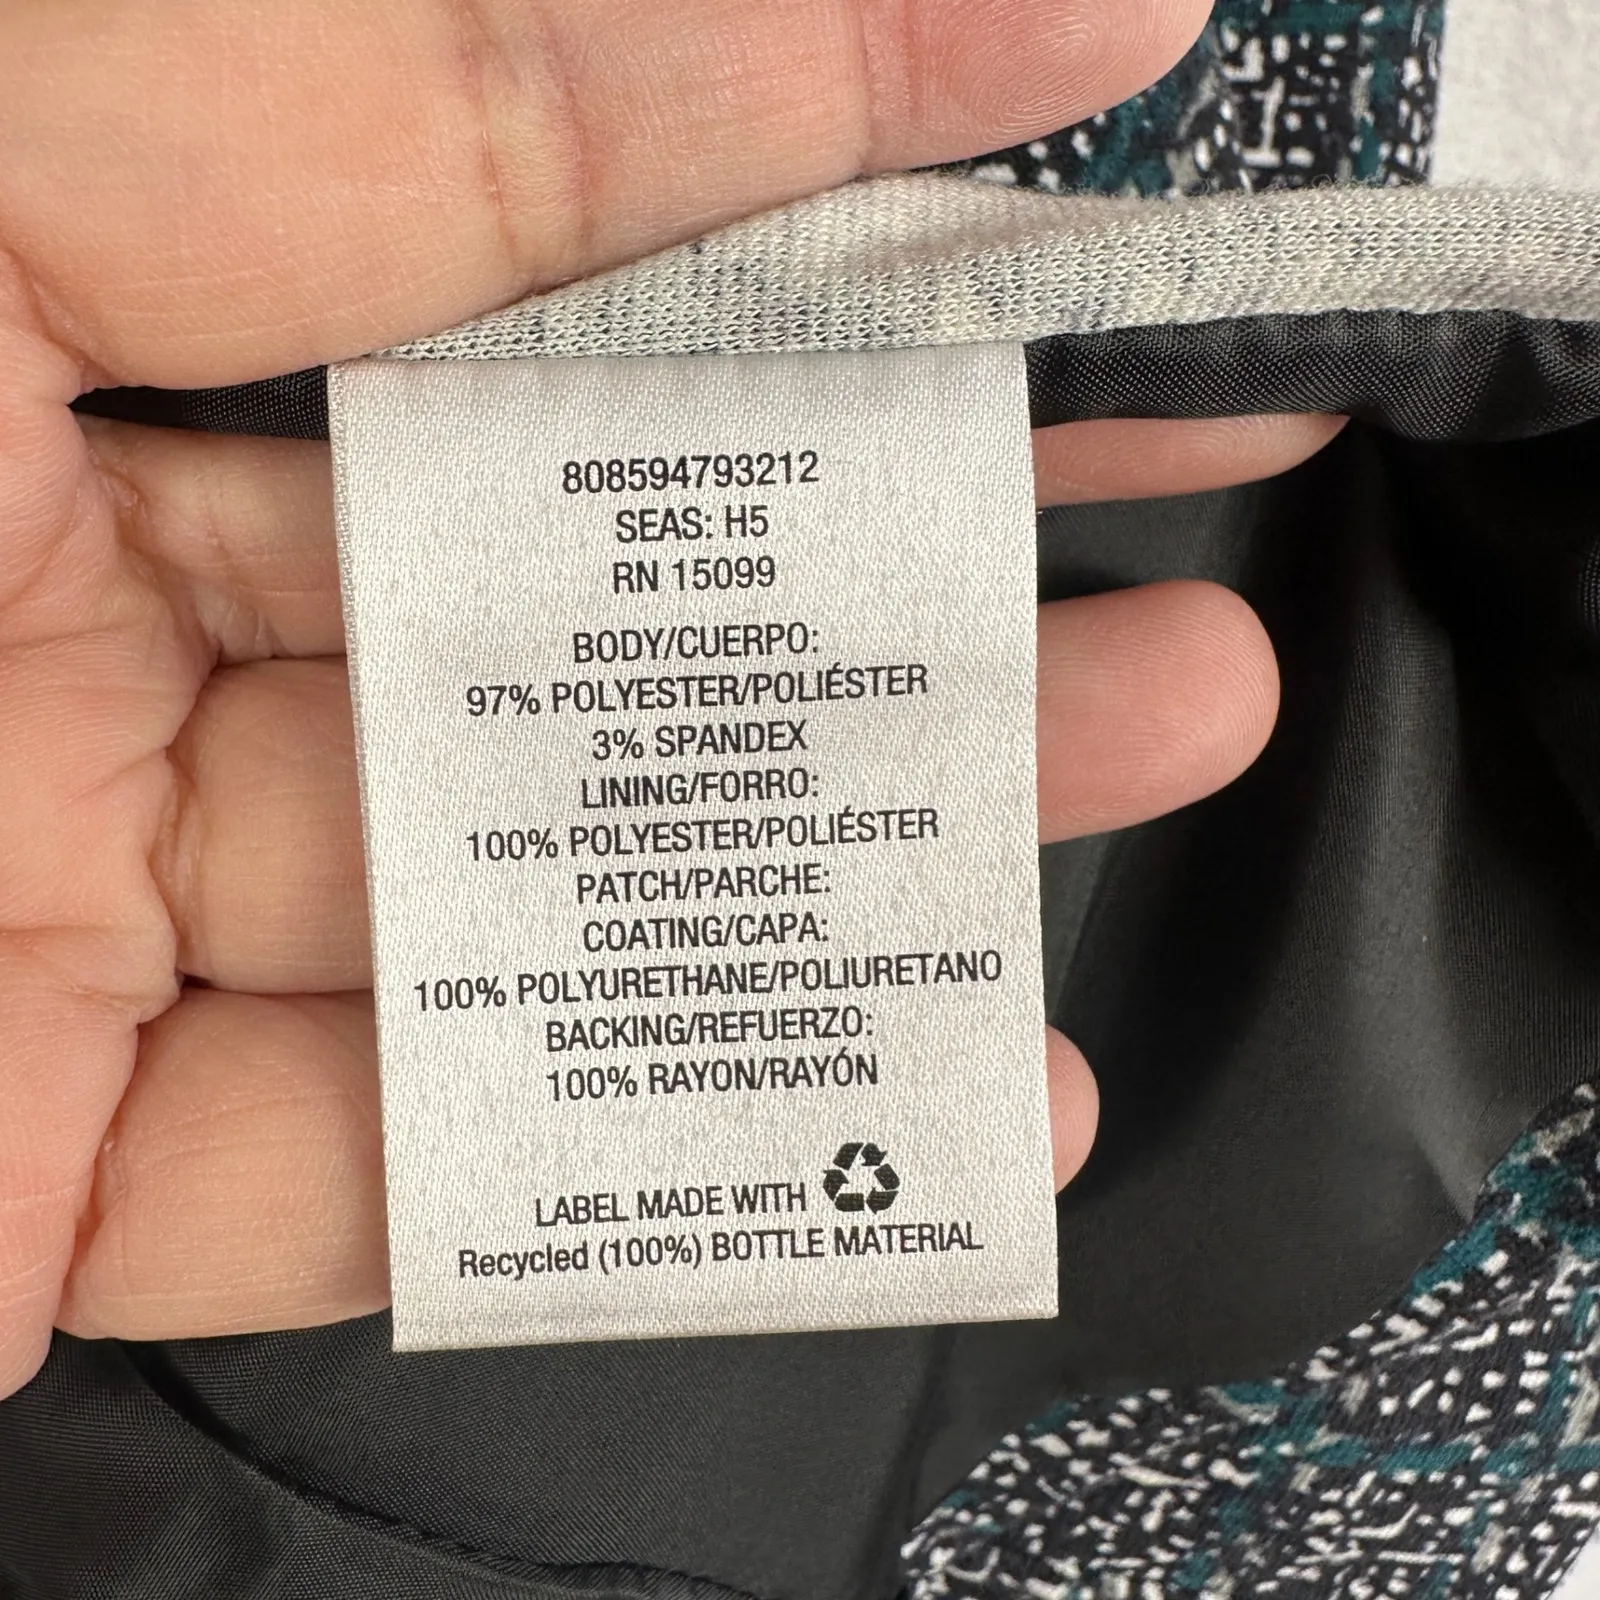 808594793212
SEAS: H5
RN 15099
BODY/CUERPO:
97% POLYESTER/POLIÉSTER
3% SPANDEX
LINING/FORRO:
100% POLYESTER/POLIÉSTER
PATCH/PARCHE:
COATING/CAPA:
100% POLYURETHANE/POLIURETANO
BACKING/REFUERZO:
100% RAYON/RAYÓN
LABEL MADE WITH
Recycled (100%) BOTTLE MATERIAL